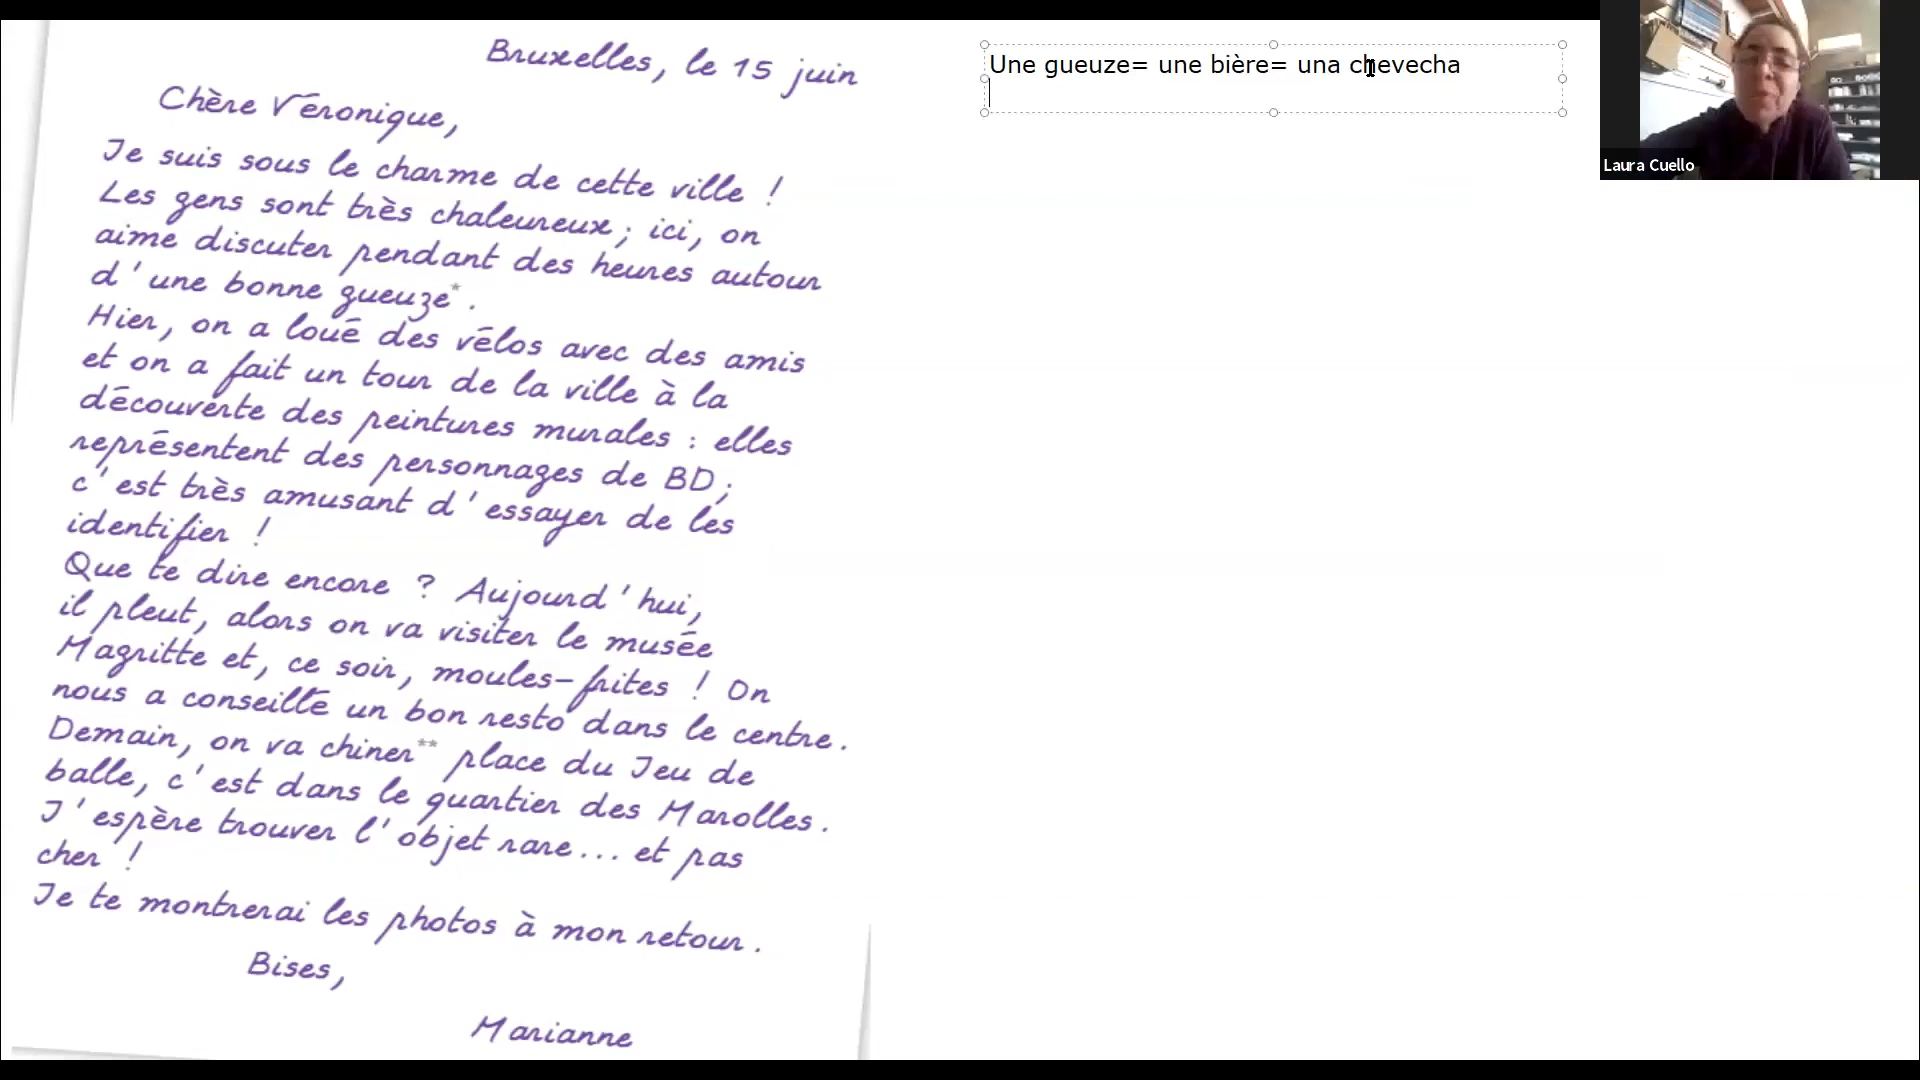 Bruxelles, le 15 juin
Chère Véronique,
Je suis sous le charme de cette ville !
Les gens sont très chaleureux ; ici, on
aime discuter pendant des heures autour
d'une bonne gueuze*.
Hier, on a loué des vélos avec des amis
et on a fait un tour de la ville à la
découverte des peintures murales : elles
représentent des personnages de BD ;
c'est très amusant d'essayer de les
identifier !
Que te dire encore ? Aujourd'hui,
il pleut, alors on va visiter le musée
Magritte et, ce soir, moules-frites ! On
nous a conseillé un bon resto dans le centre.
Demain, on va chiner** place du Jeu de
balle, c'est dans le quartier des Marolles.
J'espère trouver l'objet rare... et pas
cher !
Je te montrerai les photos à mon retour.
Bises,
Marianne
Une gueuze= une bière= una chevecha
Laura Cuello